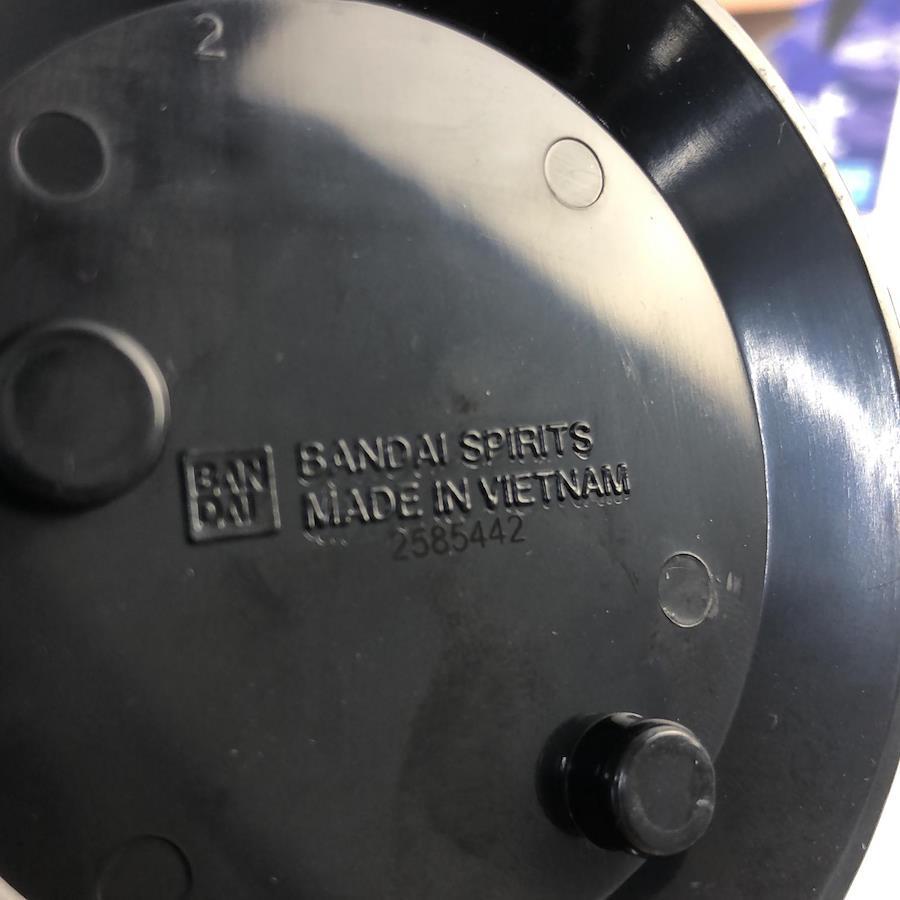 2
BAN
DAI
BANDAI SPIRITS
MADE IN VIETNAM
2585442